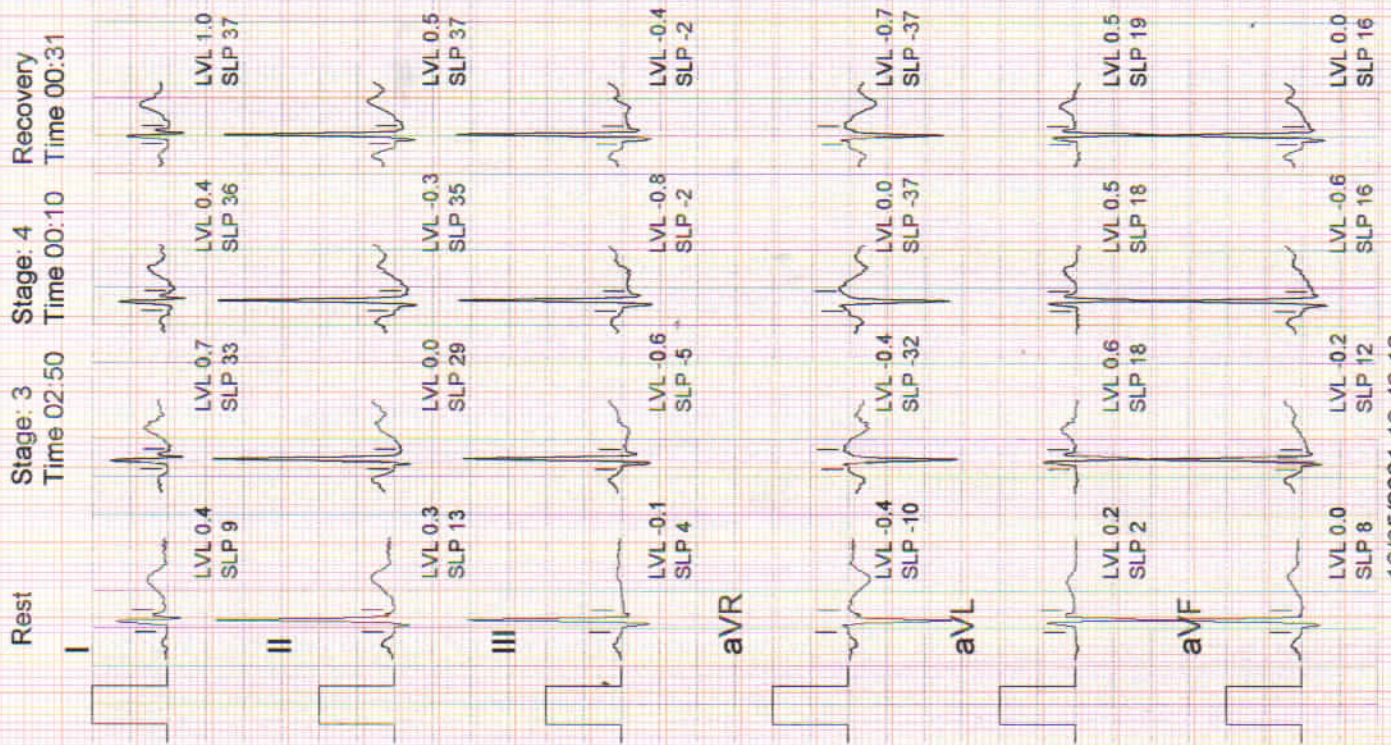 Rest Stage: 3 Stage: 4 Recovery
Time 02:50 Time 00:10 Time 00:31
I
LVL 0.4 LVL 0.7 LVL 0.4 LVL 1.0
SLP 9 SLP 33 SLP 36 SLP 37
II
LVL 0.3 LVL 0.0 LVL -0.3 LVL 0.5
SLP 13 SLP 29 SLP 35 SLP 37
III
LVL -0.1 LVL -0.6 LVL -0.8 LVL -0.4
SLP 4 SLP -5 SLP -2 SLP -2
aVR
LVL -0.4 LVL -0.4 LVL 0.0 LVL -0.7
SLP -10 SLP -32 SLP -37 SLP -37
aVL
LVL 0.2 LVL 0.6 LVL 0.5 LVL 0.5
SLP 2 SLP 18 SLP 18 SLP 19
aVF
LVL 0.0 LVL -0.2 LVL -0.6 LVL 0.0
SLP 8 SLP 12 SLP 16 SLP 16